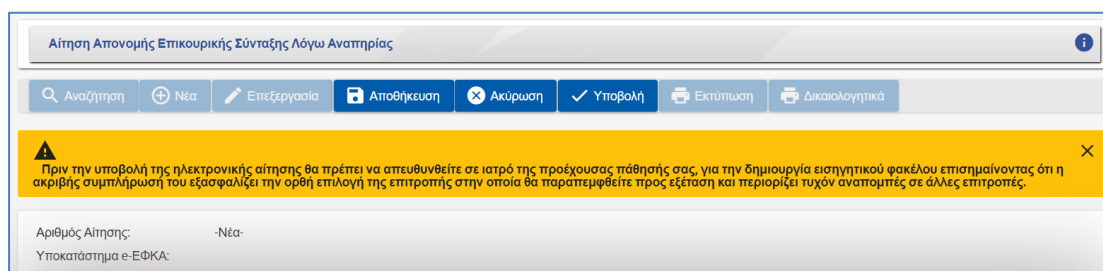 Αίτηση Απονομής Επικουρικής Σύνταξης Λόγω Αναπηρίας
Αναζήτηση Νέα Επεξεργασία Αποθήκευση Ακύρωση Υποβολή Εκτύπωση Δικαιολογητικά
Πριν την υποβολή της ηλεκτρονικής αίτησης θα πρέπει να απευθυνθείτε σε ιατρό της προέχουσας πάθησής σας, για την δημιουργία εισηγητικού φακέλου επισημαίνοντας ότι η
ακριβής συμπλήρωσή του εξασφαλίζει την ορθή επιλογή της επιτροπής στην οποία θα παραπεμφθείτε προς εξέταση και περιορίζει τυχόν αναπομπές σε άλλες επιτροπές.
Αριθμός Αίτησης: -Νέα-
Υποκατάστημα e-ΕΦΚΑ: